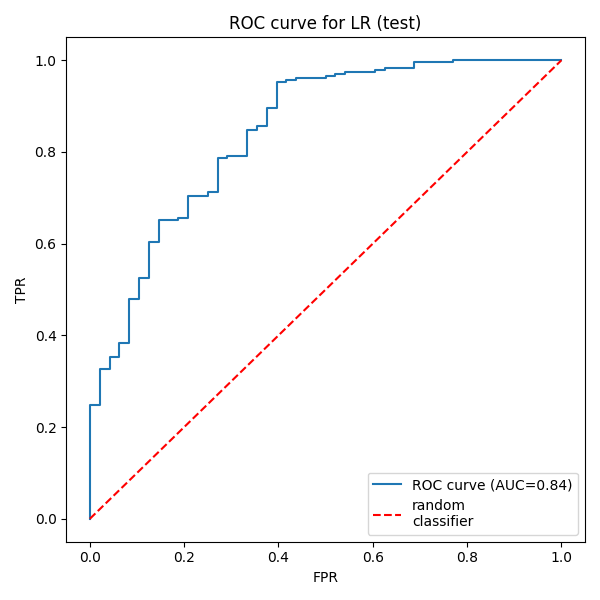 ROC curve for LR (test)
1.0
0.8
0.6
0.4
0.2
0.0
TPR
ROC curve (AUC=0.84)
random
classifier
0.0 0.2 0.4 0.6 0.8 1.0
FPR